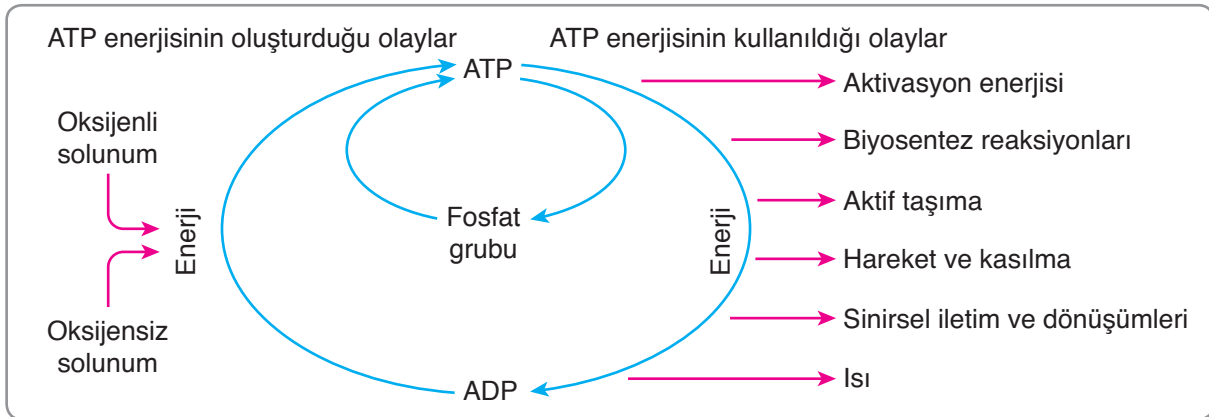 ATP enerjisinin oluşturduğu olaylar
ATP enerjisinin kullanıldığı olaylar
ATP
Oksijenli
solunum
Oksijensiz
solunum
Enerji
Fosfat
grubu
Enerji
ADP
Aktivasyon enerjisi
Biyosentez reaksiyonları
Aktif taşıma
Hareket ve kasılma
Sinirsel iletim ve dönüşümleri
Isı